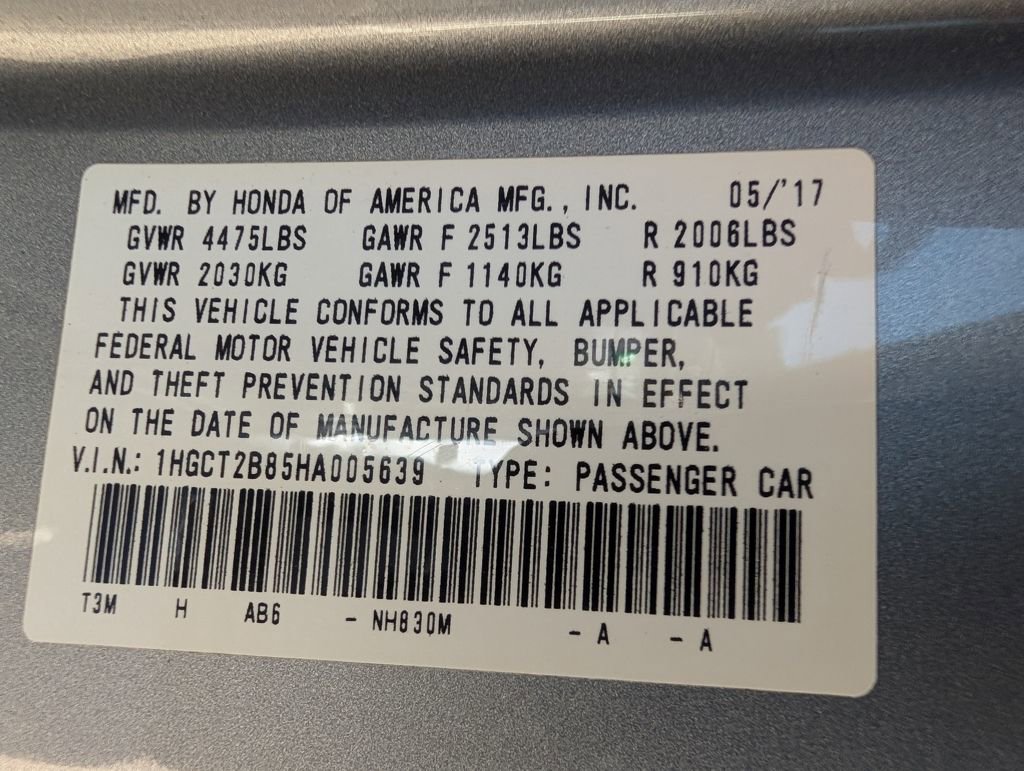 MFD. BY HONDA OF AMERICA MFG., INC. 05/'17
GVWR 4475LBS GAWR F 2513LBS R 2006LBS
GVWR 2030KG GAWR F 1140KG R 910KG
THIS VEHICLE CONFORMS TO ALL APPLICABLE
FEDERAL MOTOR VEHICLE SAFETY, BUMPER,
AND THEFT PREVENTION STANDARDS IN EFFECT
ON THE DATE OF MANUFACTURE SHOWN ABOVE.
V.I.N.: 1HGCT2B85HA005639 TYPE: PASSENGER CAR
T3M H AB6 - NH830M - A - A